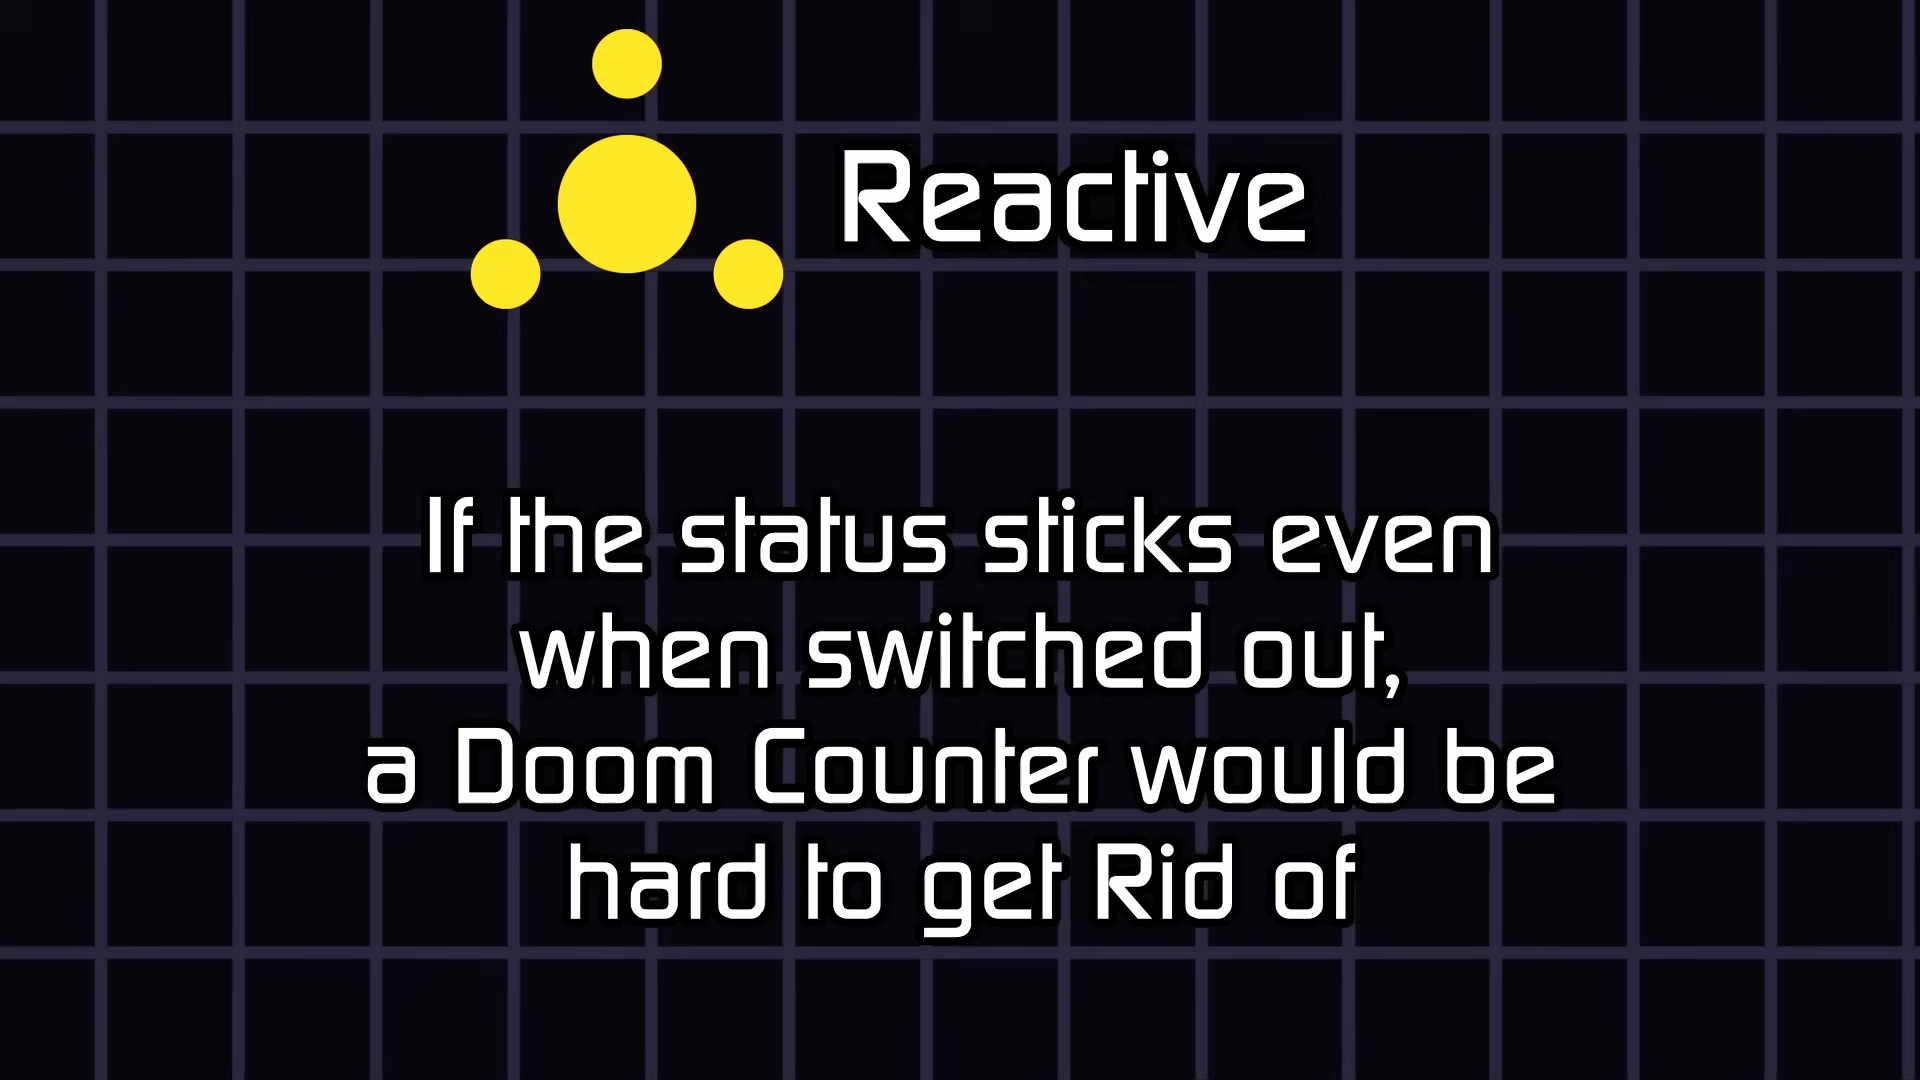 Reactive
If the status sticks even
when switched out,
a Doom Counter would be
hard to get Rid of